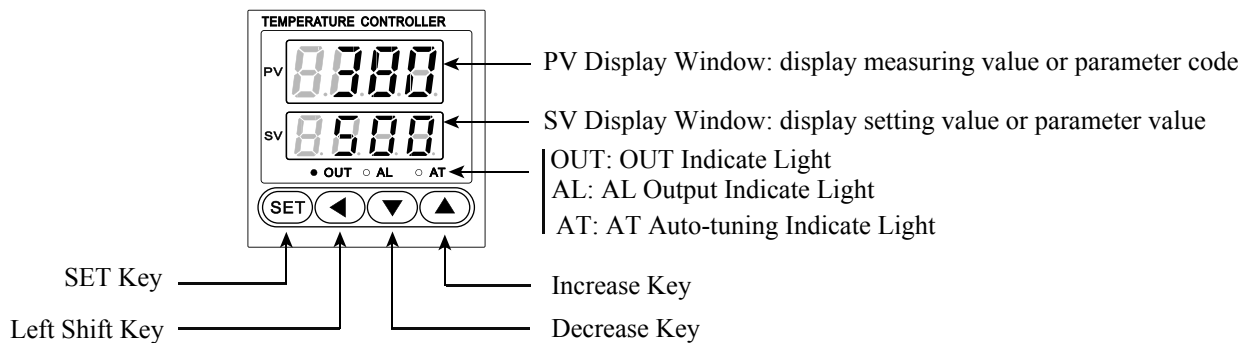 TEMPERATURE CONTROLLER
PV 380
PV Display Window: display measuring value or parameter code
SV 500
SV Display Window: display setting value or parameter value
OUT AL AT
OUT: OUT Indicate Light
AL: AL Output Indicate Light
AT: AT Auto-tuning Indicate Light
SET
SET Key
Increase Key
Left Shift Key
Decrease Key